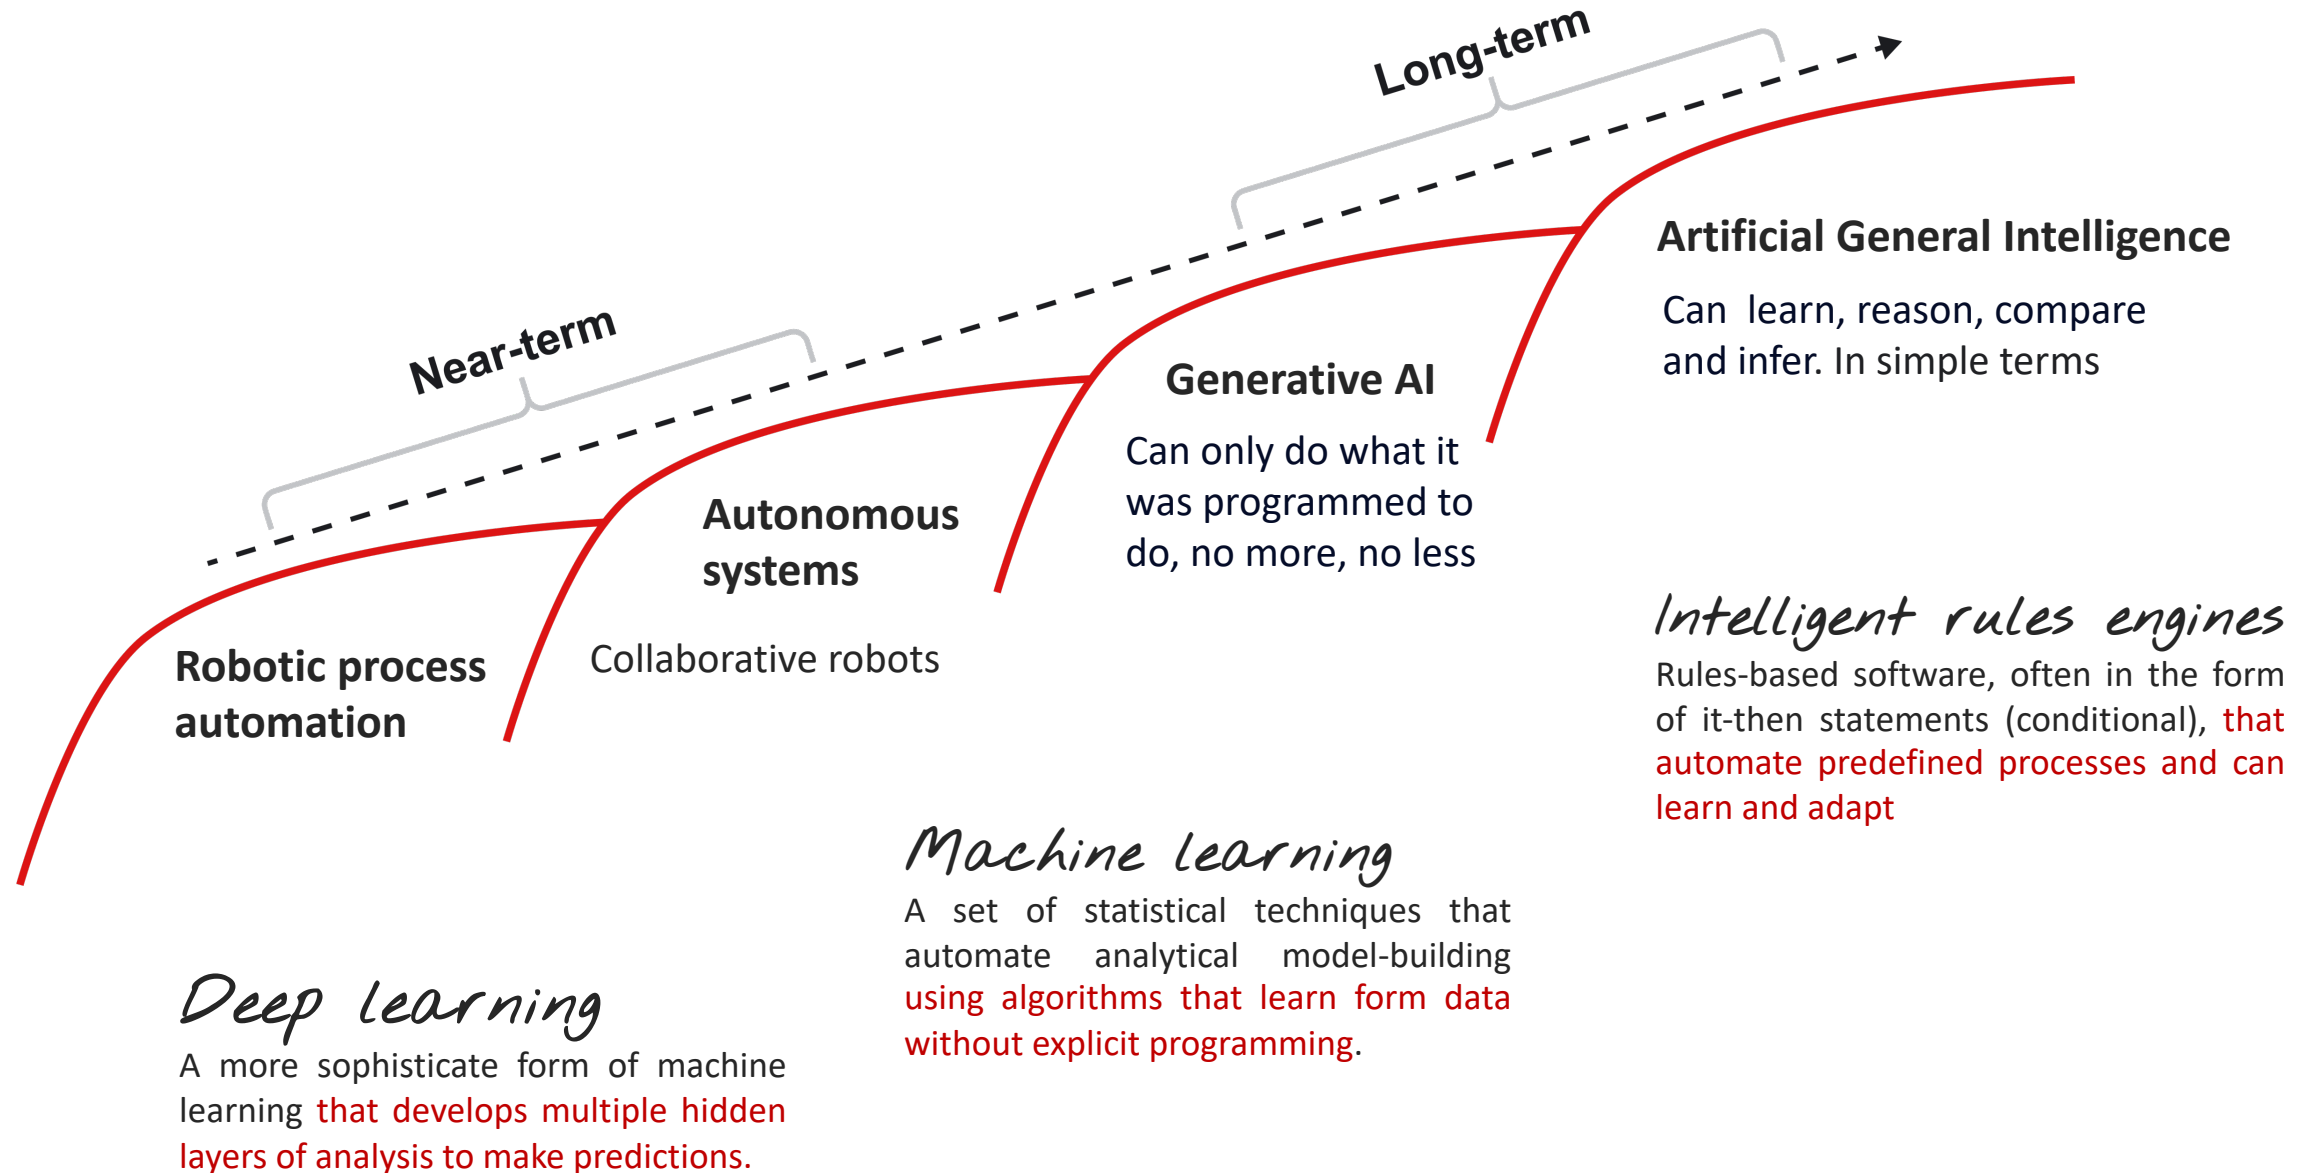 Long-term
Near-term
Artificial General Intelligence
Can learn, reason, compare
and infer. In simple terms
Generative AI
Can only do what it
was programmed to
do, no more, no less
Autonomous
systems
Collaborative robots
Robotic process
automation
Intelligent rules engines
Rules-based software, often in the form
of it-then statements (conditional), that
automate predefined processes and can
learn and adapt
Machine learning
A set of statistical techniques that
automate analytical model-building
using algorithms that learn form data
without explicit programming.
Deep learning
A more sophisticate form of machine
learning that develops multiple hidden
layers of analysis to make predictions.